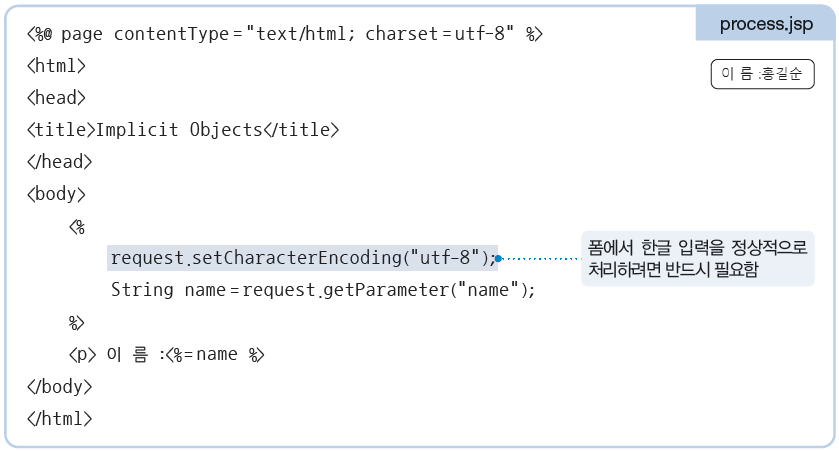 process.jsp
<%@ page contentType="text/html; charset=utf-8" %>
이 름 :홍길순
<html>
<head>
<title>Implicit Objects</title>
</head>
<body>
<%
request.setCharacterEncoding("utf-8");
폼에서 한글 입력을 정상적으로
처리하려면 반드시 필요함
String name=request.getParameter("name");
%>
<p> 이 름 :<%=name %>
</body>
</html>